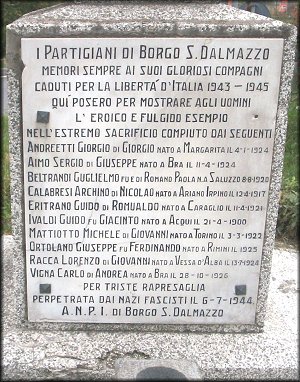 I PARTIGIANI DI BORGO S. DALMAZZO
MEMORI SEMPRE AI SUOI GLORIOSI COMPAGNI
CADUTI PER LA LIBERTA' D'ITALIA 1943 - 1945
QUI POSERO PER MOSTRARE AGLI UOMINI
L' EROICO E FULGIDO ESEMPIO
NELL'ESTREMO SACRIFICIO COMPIUTO DAI SEGUENTI
ANDREETTI GIORGIO DI GIORGIO NATO A MARGARITA IL 4-1-1924
AIMO SERGIO DI GIUSEPPE NATO A BRA IL 11-4-1924
BELTRANDI GUGLIELMO FU E DI ROMANO PAOLA N. A SALUZZO 8-8-1920
CALABRESI ARCHINO DI NICOLAO NATO A ARIANO IRPINO IL 12-4-1917
ERITRANO GUIDO DI ROMUALDO NATO A CARAGLIO IL 11-4-1921
IVALDI GUIDO FU GIACINTO NATO A ACQUI IL 21-4-1900
MATTIOTTO MICHELE DI GIOVANNI NATO A TORINO IL 3-3-1922
ORTOLANO GIUSEPPE FU FERDINANDO NATO A RIMINI IL 1925
RACCA LORENZO DI GIOVANNI NATO A VESSA D'ALBA IL 13-7-1924
VIGNA CARLO DI ANDREA NATO A BRA IL 28-10-1926
PER TRISTE RAPRESAGLIA
PERPETRATA DAI NAZI FASCISTI IL 6-7-1944
A.N.P.I. DI BORGO S. DALMAZZO